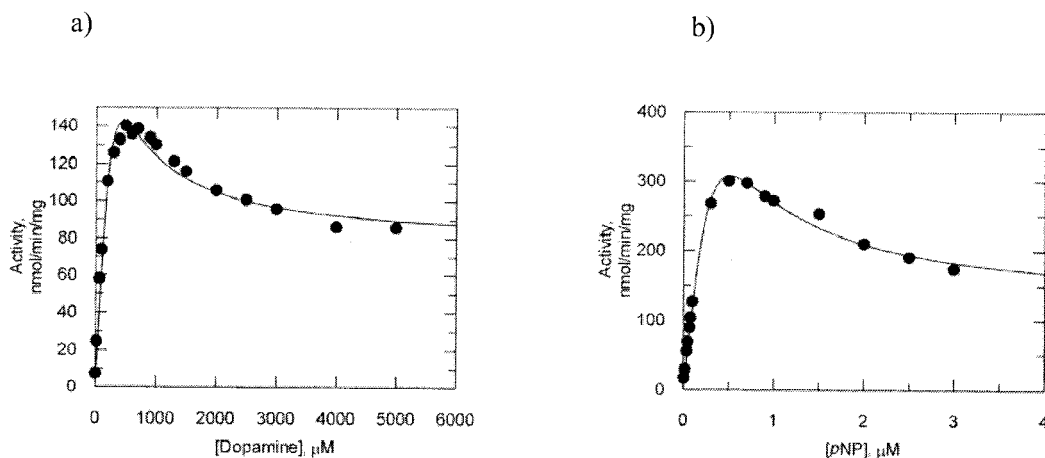 a)
b)
140
120
100
80
60
40
20
0
Activity,
nmol/min/mg
0 1000 2000 3000 4000 5000 6000
[Dopamine], µM
400
300
200
100
0
Activity,
nmol/min/mg
0 1 2 3 4
[pNP], µM